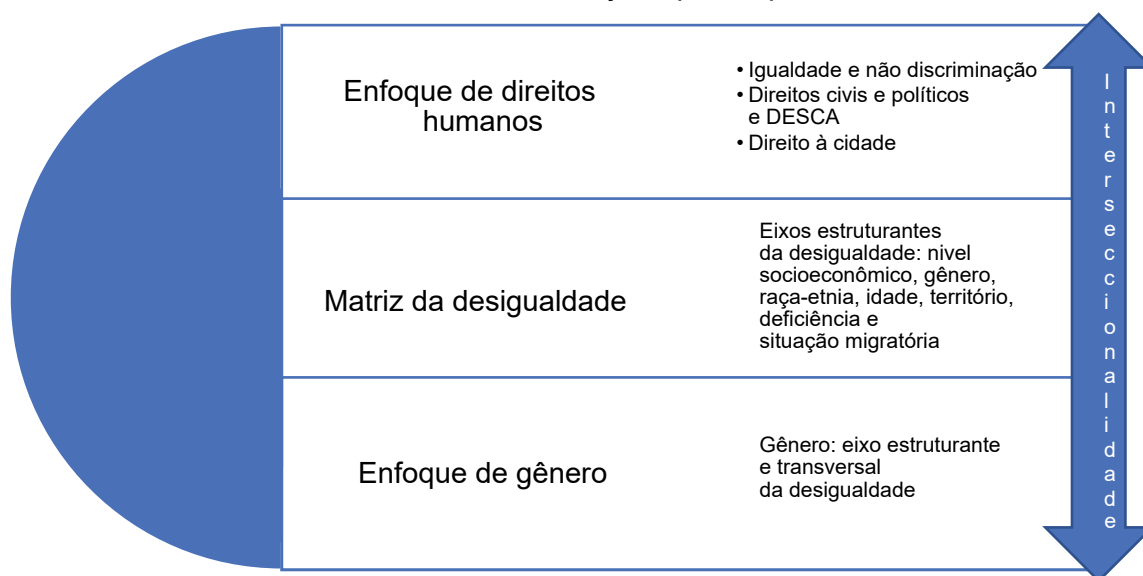 Enfoque de direitos
humanos
• Igualdade e não discriminação
• Direitos civis e políticos
e DESCA
• Direito à cidade
Matriz da desigualdade
Eixos estruturantes
da desigualdade: nivel
socioeconômico, gênero,
raça-etnia, idade, território,
deficiência e
situação migratória
Enfoque de gênero
Gênero: eixo estruturante
e transversal
da desigualdade
Interseccionalidade